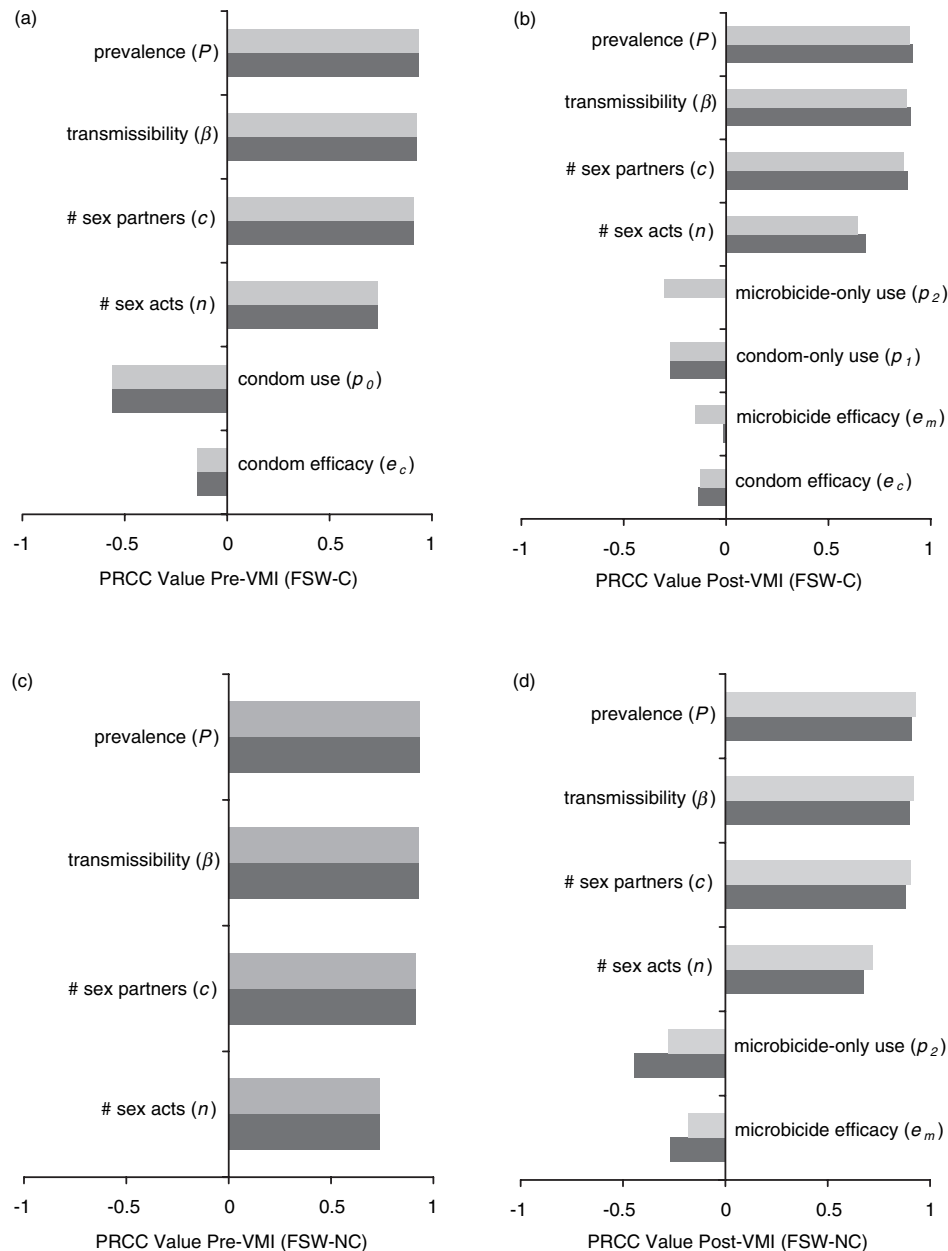 (a)
prevalence (P)
transmissibility (β)
# sex partners (c)
# sex acts (n)
condom use (p₀)
condom efficacy (e_c)
-1 -0.5 0 0.5 1
PRCC Value Pre-VMI (FSW-C)
(b)
prevalence (P)
transmissibility (β)
# sex partners (c)
# sex acts (n)
microbicide-only use (p₂)
condom-only use (p₁)
microbicide efficacy (e_m)
condom efficacy (e_c)
-1 -0.5 0 0.5 1
PRCC Value Post-VMI (FSW-C)
(c)
prevalence (P)
transmissibility (β)
# sex partners (c)
# sex acts (n)
-1 -0.5 0 0.5 1
PRCC Value Pre-VMI (FSW-NC)
(d)
prevalence (P)
transmissibility (β)
# sex partners (c)
# sex acts (n)
microbicide-only use (p₂)
microbicide efficacy (e_m)
-1 -0.5 0 0.5 1
PRCC Value Post-VMI (FSW-NC)